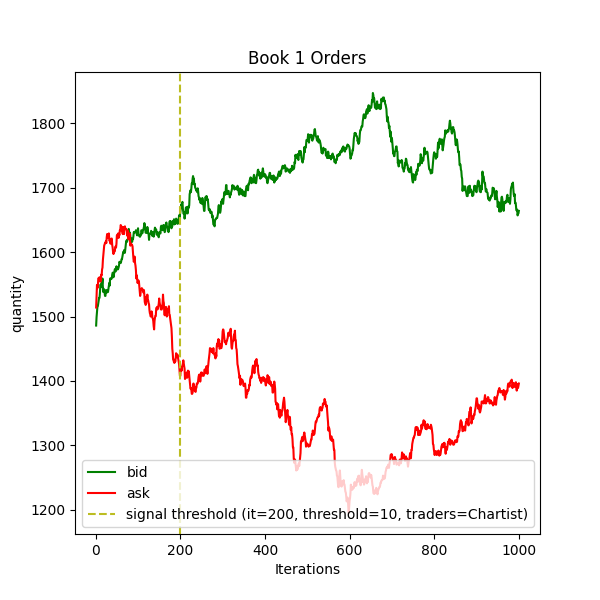 Book 1 Orders
quantity
1800
1700
1600
1500
1400
1300
1200
bid
ask
signal threshold (it=200, threshold=10, traders=Chartist)
0 200 400 600 800 1000
Iterations